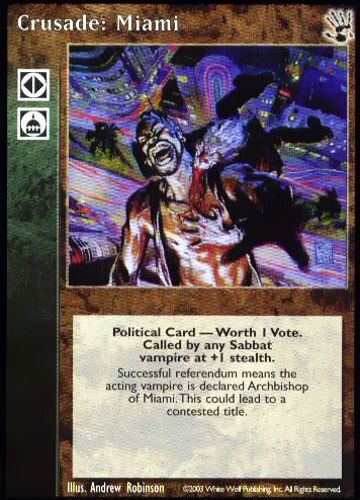 Crusade: Miami
Political Card — Worth 1 Vote.
Called by any Sabbat
vampire at +1 stealth.
Successful referendum means the
acting vampire is declared Archbishop
of Miami. This could lead to a
contested title.
Illus. Andrew Robinson ©2003 White Wolf Publishing, Inc. All Rights Reserved.